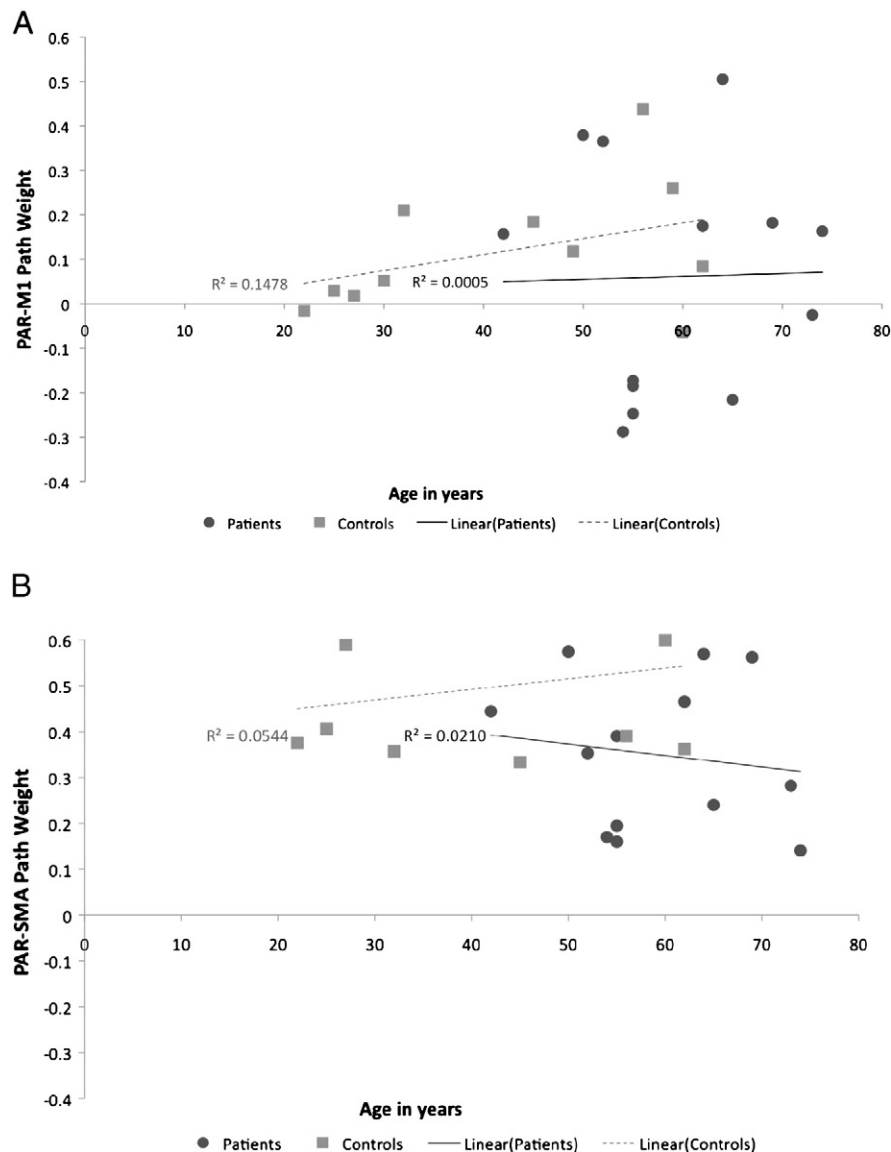 A
0.6
0.5
0.4
0.3
0.2
0.1
0
-0.1
-0.2
-0.3
-0.4
PAR-M1 Path Weight
R² = 0.1478
R² = 0.0005
0 10 20 30 40 50 60 70 80
Age in years
Patients Controls Linear(Patients) Linear(Controls)
B
0.6
0.5
0.4
0.3
0.2
0.1
0
-0.1
-0.2
-0.3
-0.4
PAR-SMA Path Weight
R² = 0.0544
R² = 0.0210
0 10 20 30 40 50 60 70 80
Age in years
Patients Controls Linear(Patients) Linear(Controls)